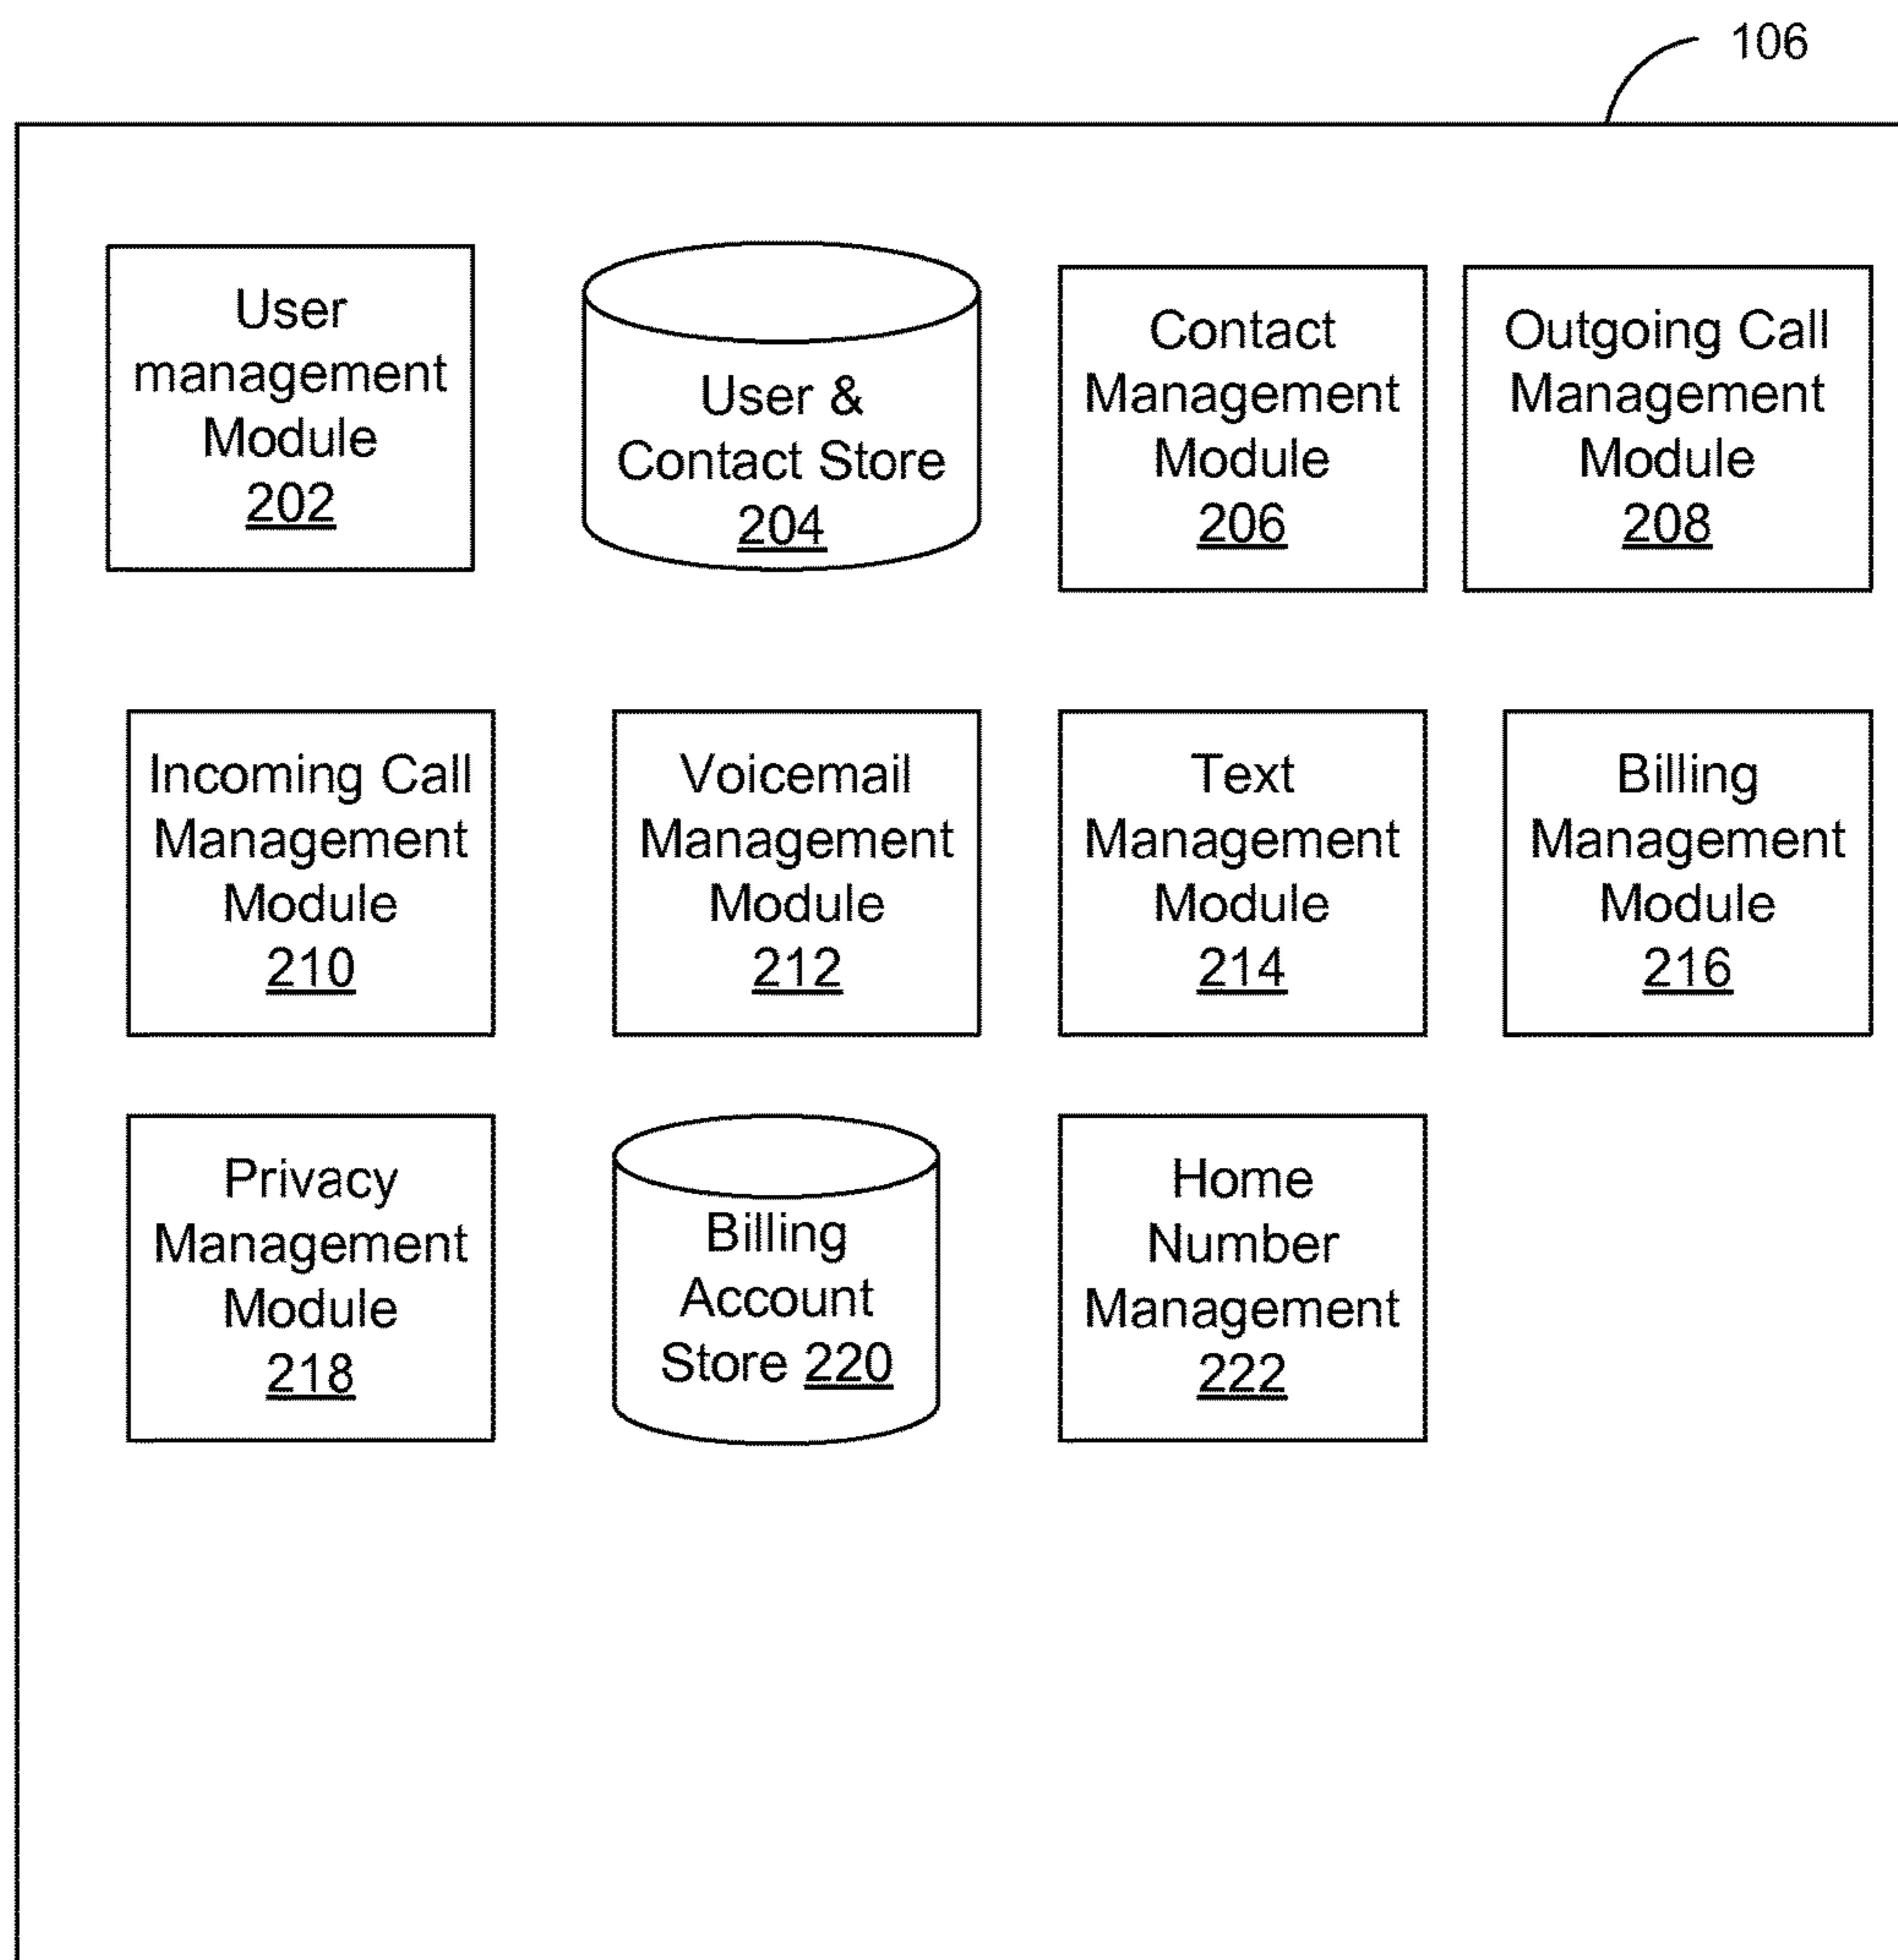 106
User
management
Module
202
User &
Contact Store
204
Contact
Management
Module
206
Outgoing Call
Management
Module
208
Incoming Call
Management
Module
210
Voicemail
Management
Module
212
Text
Management
Module
214
Billing
Management
Module
216
Privacy
Management
Module
218
Billing
Account
Store 220
Home
Number
Management
222